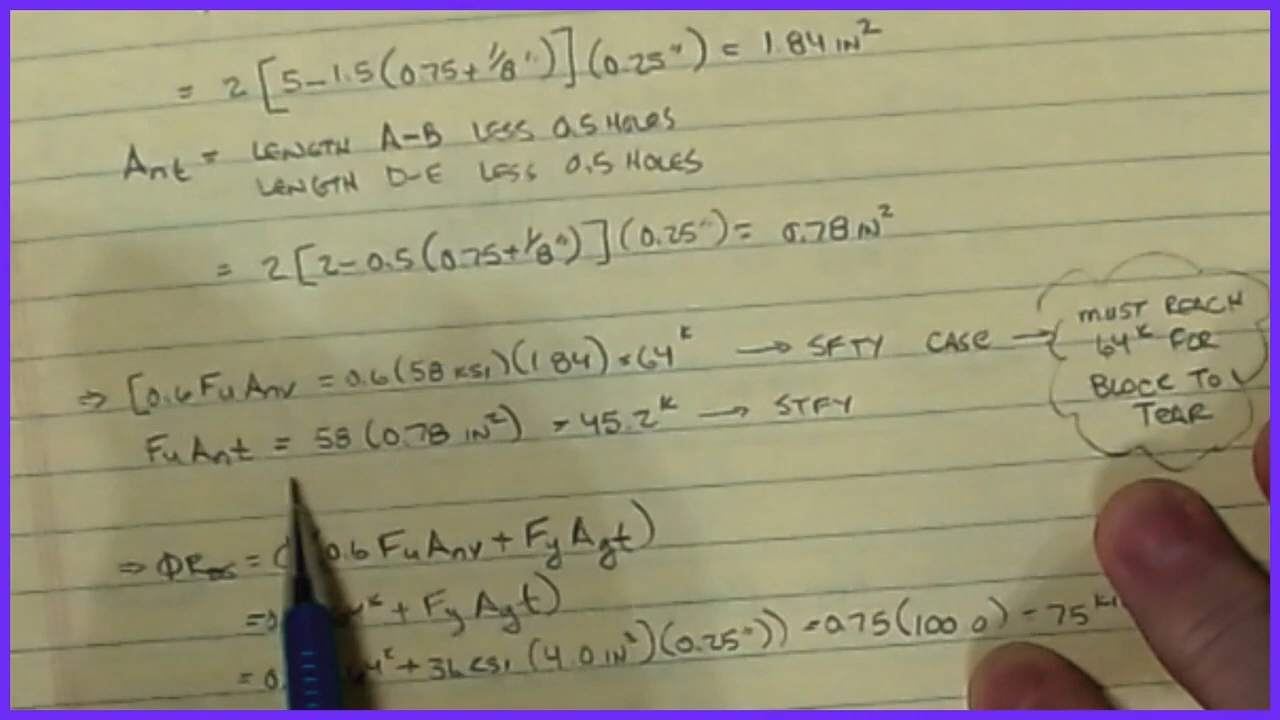 = 2 [5-1.5(0.75+1/8")](0.25") = 1.84 IN²
Ant = LENGTH A-B LESS 0.5 HOLES
LENGTH D-E LESS 0.5 HOLES
= 2[2-0.5(0.75+1/8")](0.25") = 0.78 IN²
⇒ [0.6 Fu Anv = 0.6(58 KSI)(1.84) = 64ᴷ → SFTY CASE →
MUST REACH
64ᴷ FOR
BLOCK TO
TEAR
Fu Ant = 58(0.78 IN²) = 45.2ᴷ → STFY
⇒ ΦR = 0.6 Fu Anv + Fy Agt)
ᴷ + Fy Agt)
4ᴷ + 36 KSI (4.0 IN²)(0.25")) = 0.75(100.0) = 75